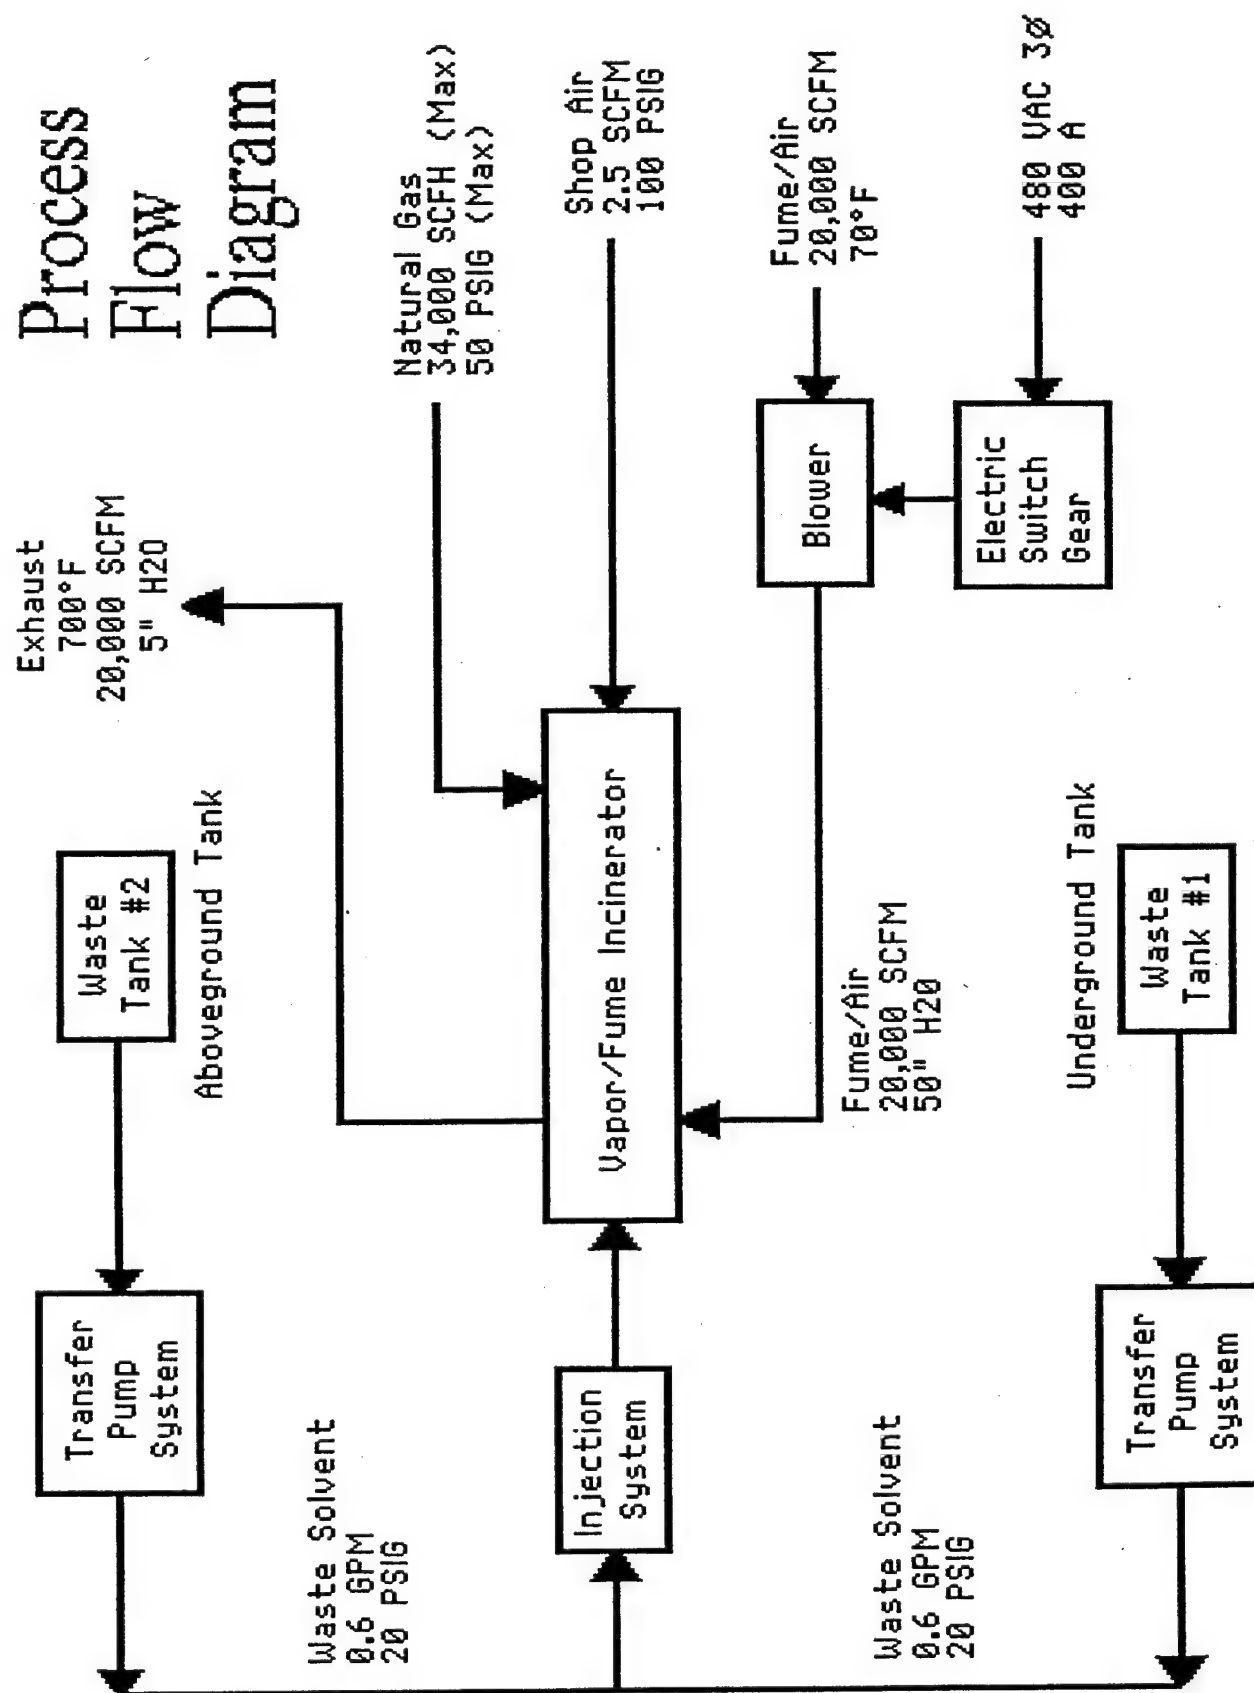 Process
Flow
Diagram
Exhaust
700°F
20,000 SCFM
5" H2O
Natural Gas
34,000 SCFH (Max)
50 PSIG (Max)
Shop Air
2.5 SCFM
100 PSIG
Fume/Air
20,000 SCFM
70°F
480 VAC 3Ø
400 A
Waste
Tank #2
Aboveground Tank
Transfer
Pump
System
Waste Solvent
0.6 GPM
20 PSIG
Injection
System
Vapor/Fume Incinerator
Blower
Electric
Switch
Gear
Fume/Air
20,000 SCFM
50" H2O
Underground Tank
Waste
Tank #1
Transfer
Pump
System
Waste Solvent
0.6 GPM
20 PSIG